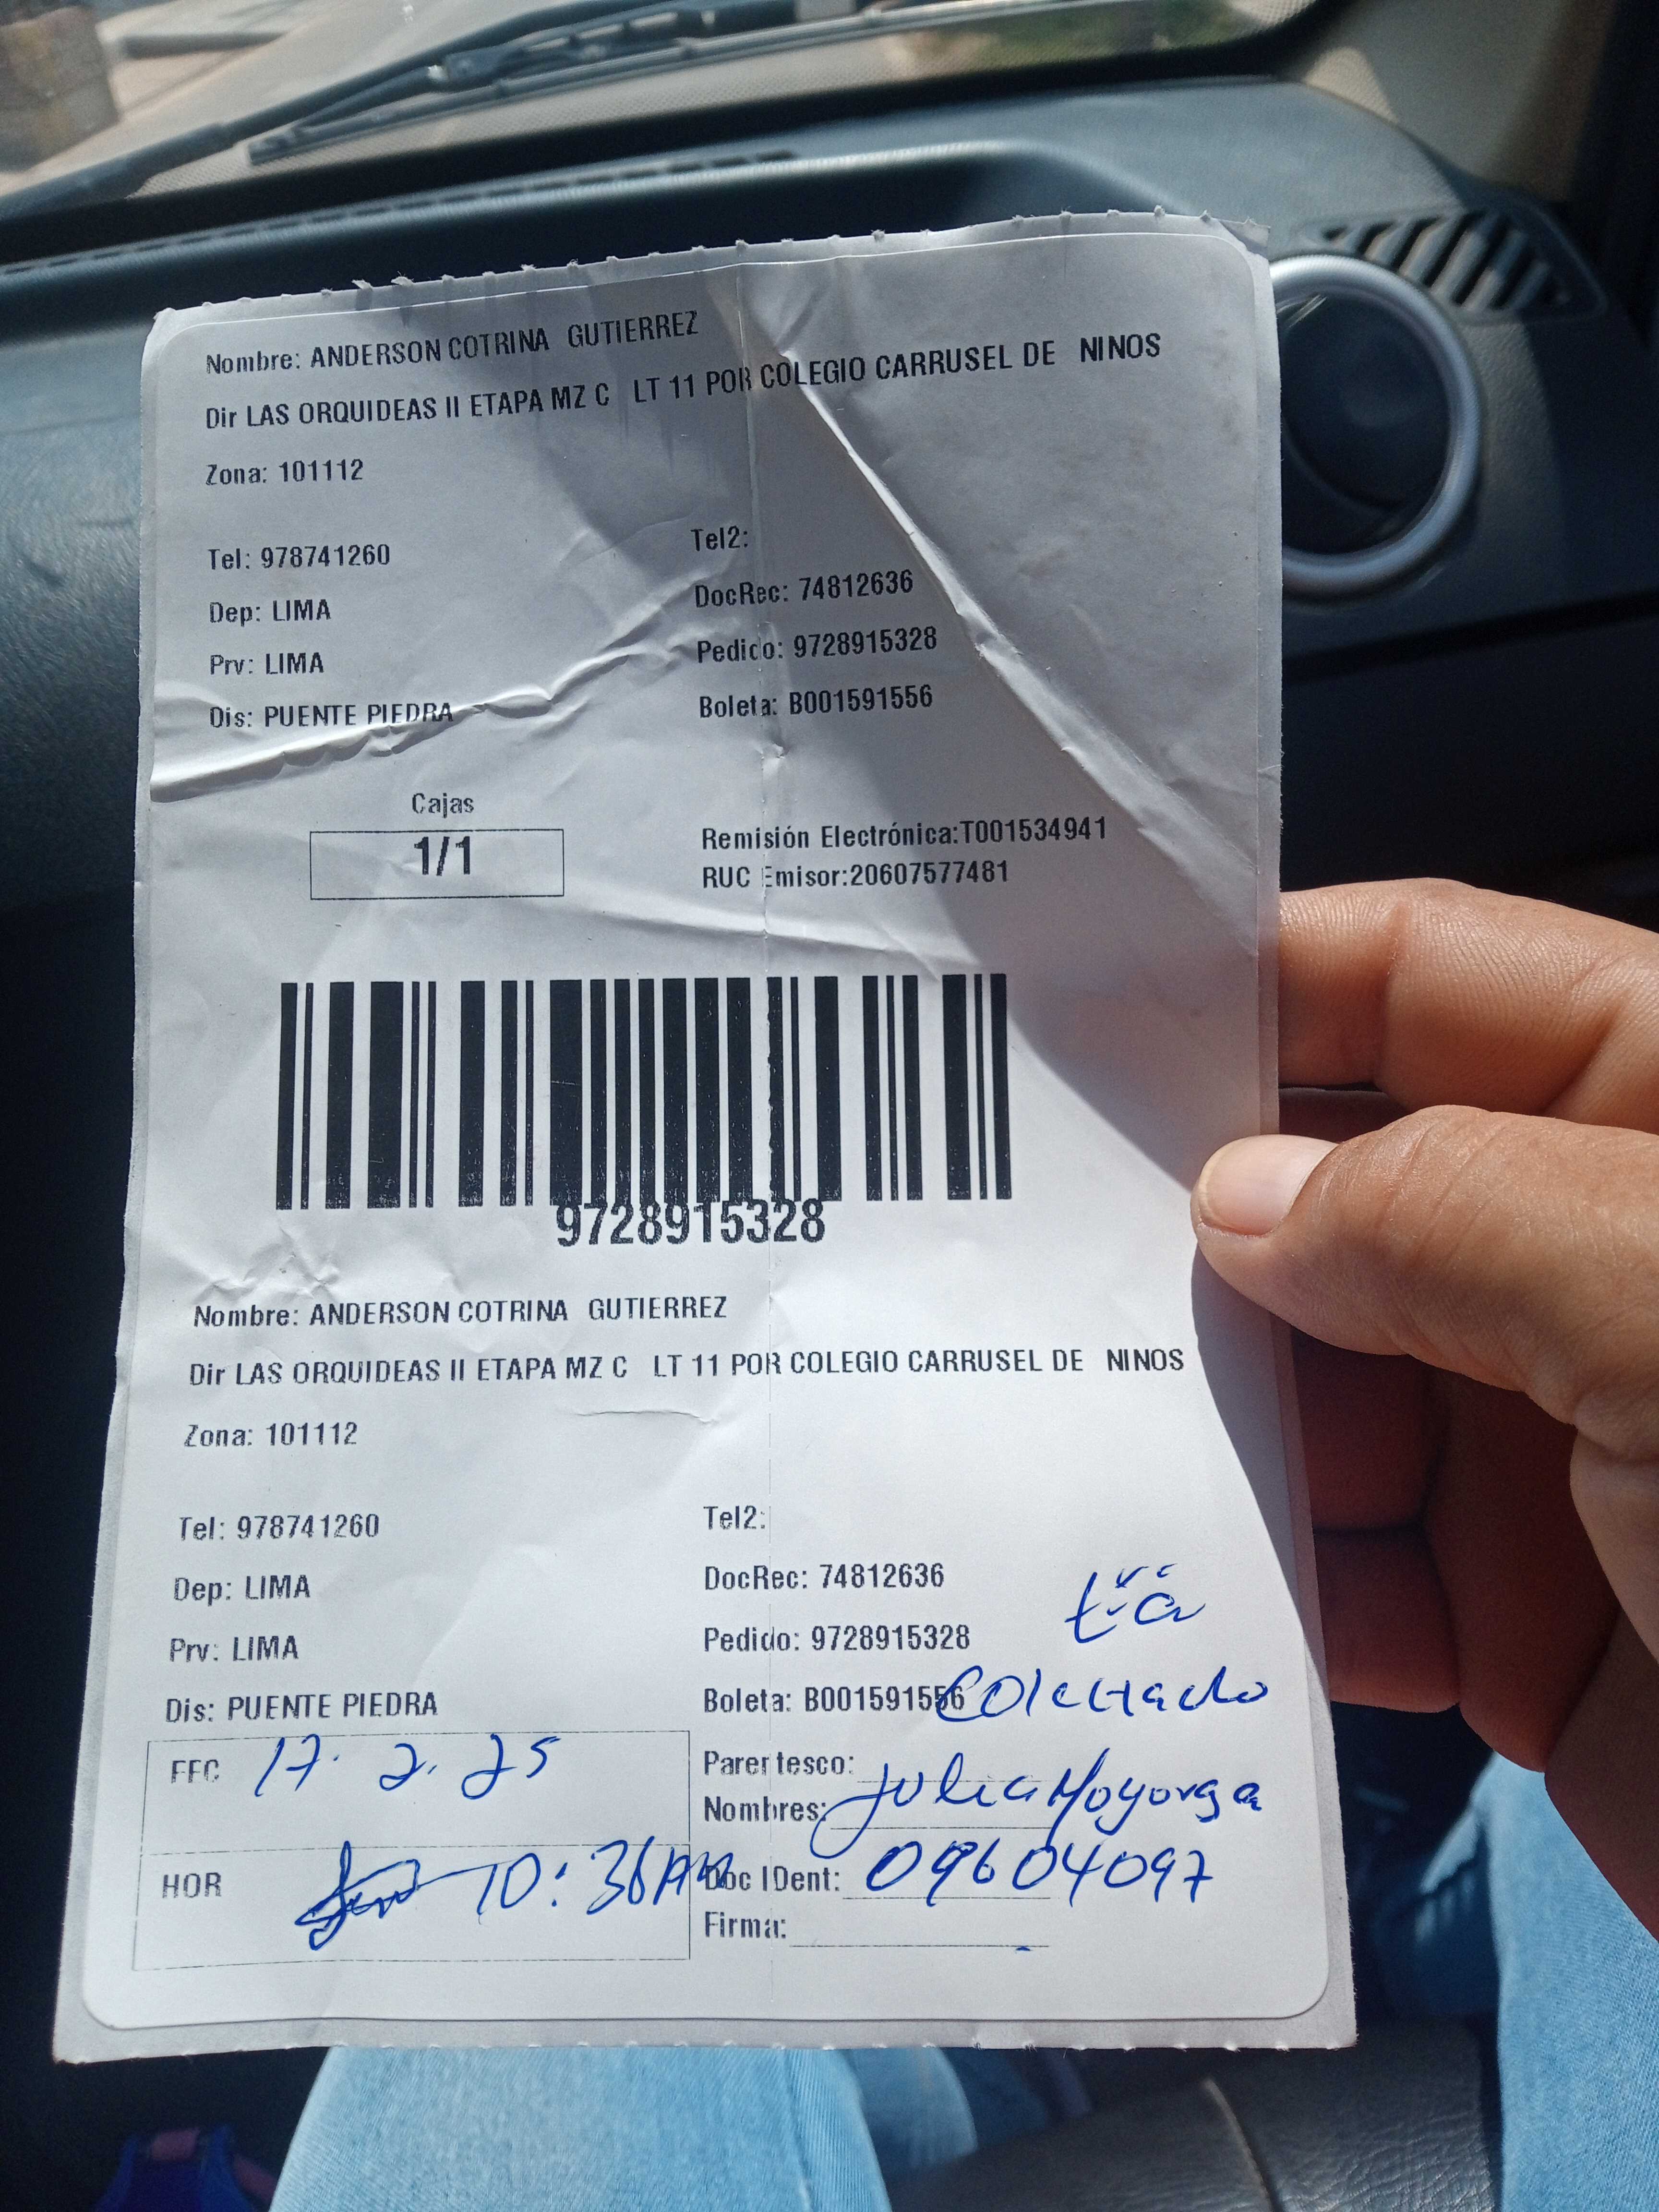 Nombre: ANDERSON COTRINA GUTIERREZ
Dir LAS ORQUIDEAS II ETAPA MZ C LT 11 POR COLEGIO CARRUSEL DE NINOS
Zona: 101112
Tel: 978741260 Tel2:
Dep: LIMA DocRec: 74812636
Prv: LIMA Pedido: 9728915328
Dis: PUENTE PIEDRA Boleta: B001591556
Cajas
1/1
Remisión Electrónica:T001534941
RUC Emisor:20607577481
9728915328
Nombre: ANDERSON COTRINA GUTIERREZ
Dir LAS ORQUIDEAS II ETAPA MZ C LT 11 POR COLEGIO CARRUSEL DE NINOS
Zona: 101112
Tel: 978741260 Tel2:
Dep: LIMA DocRec: 74812636
Prv: LIMA Pedido: 9728915328
Dis: PUENTE PIEDRA Boleta: B001591556
FFC 17.2.25 Parentesco:
Nombres: Julia Moyorga
HOR 10:36 AM Doc IDent: 09604097
Firma: